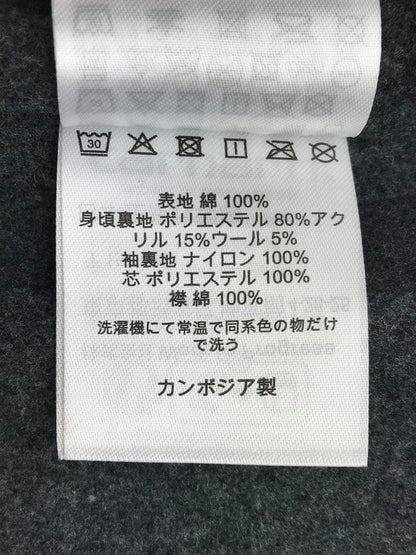 30
表地 綿 100%
身頃裏地 ポリエステル 80%アク
リル 15%ウール 5%
袖裏地 ナイロン 100%
芯 ポリエステル 100%
襟 綿 100%
洗濯機にて常温で同系色の物だけ
で洗う
カンボジア製